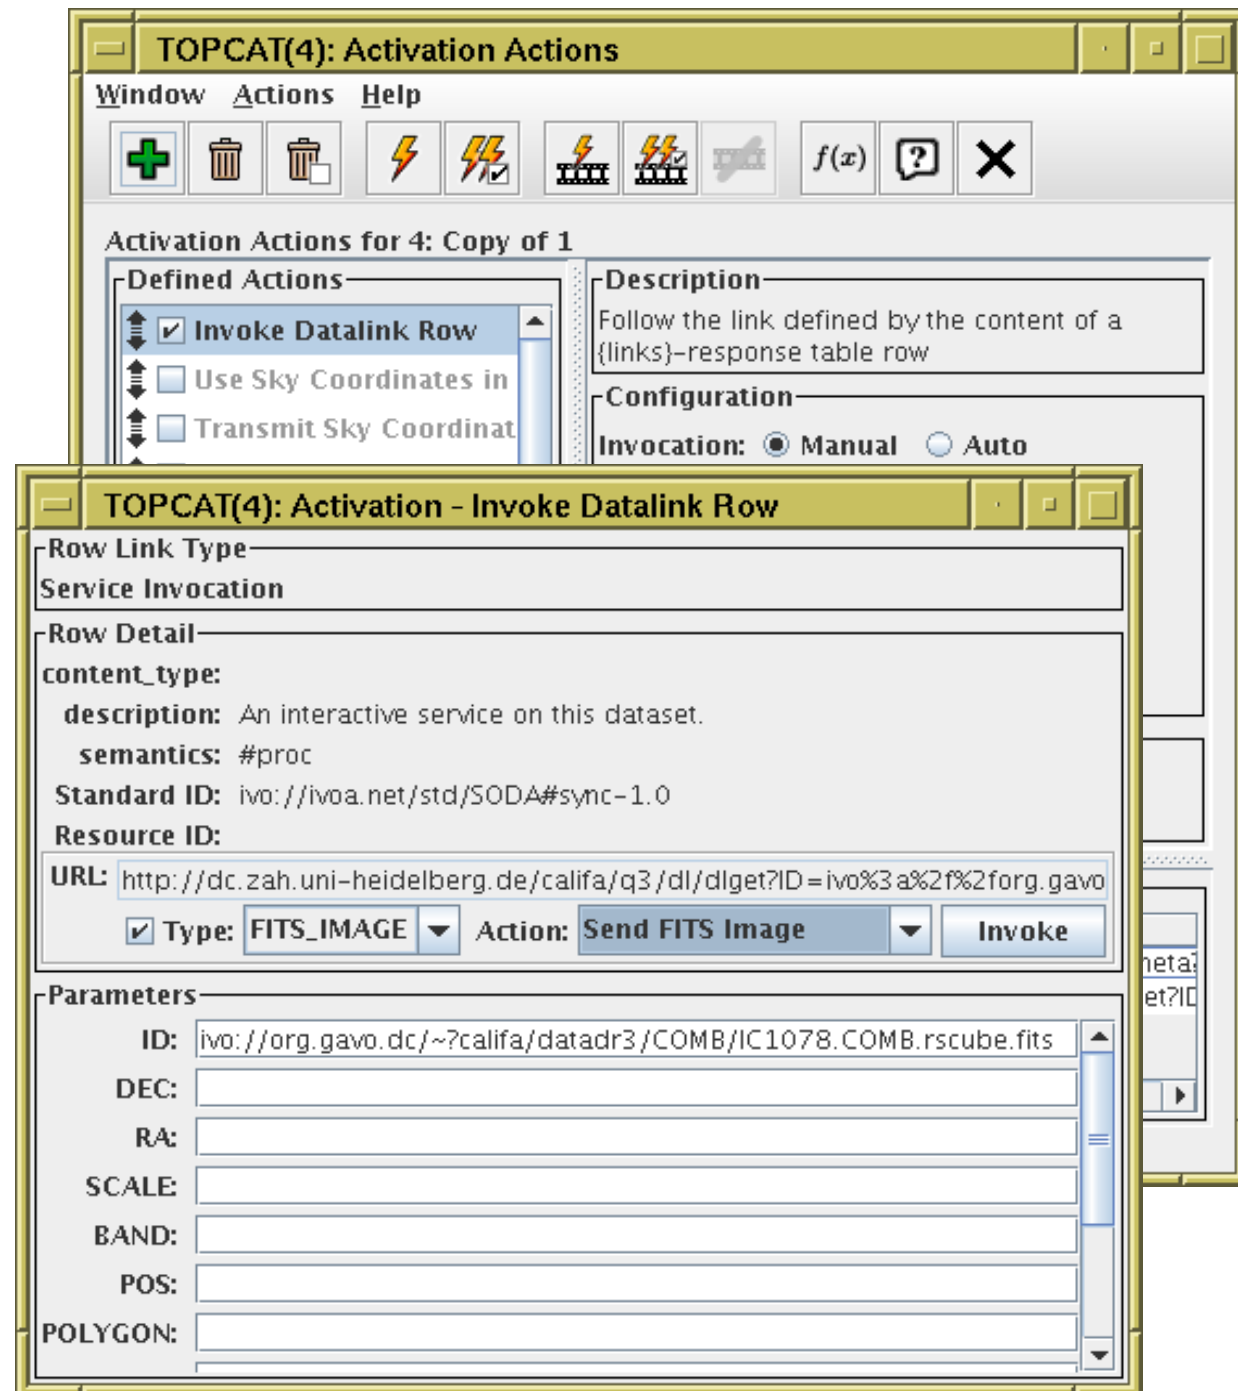 TOPCAT(4): Activation Actions
Window Actions Help
f(x)
Activation Actions for 4: Copy of 1
Defined Actions
Invoke Datalink Row
Use Sky Coordinates in
Transmit Sky Coordinat
Description
Follow the link defined by the content of a
{links}-response table row
Configuration
Invocation: Manual Auto
TOPCAT(4): Activation - Invoke Datalink Row
Row Link Type
Service Invocation
Row Detail
content_type:
description: An interactive service on this dataset.
semantics: #proc
Standard ID: ivo://ivoa.net/std/SODA#sync-1.0
Resource ID:
URL: http://dc.zah.uni-heidelberg.de/califa/q3/dl/dlget?ID=ivo%3a%2f%2forg.gavo
Type: FITS_IMAGE Action: Send FITS Image Invoke
Parameters
ID: ivo://org.gavo.dc/~?califa/datadr3/COMB/IC1078.COMB.rscube.fits
DEC:
RA:
SCALE:
BAND:
POS:
POLYGON:
et?ID